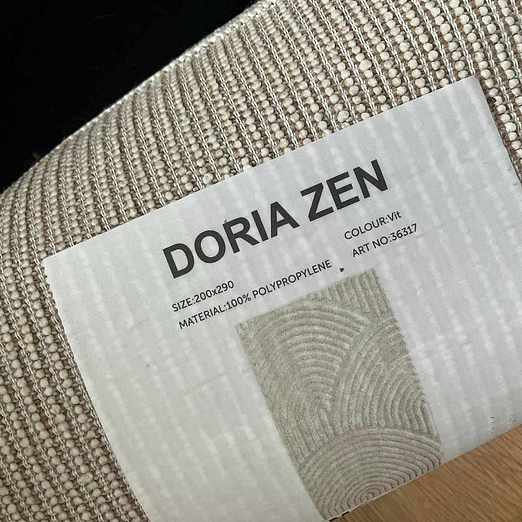 DORIA ZEN
SIZE:200x290
COLOUR:Vit
MATERIAL:100% POLYPROPYLENE
ART NO:36317